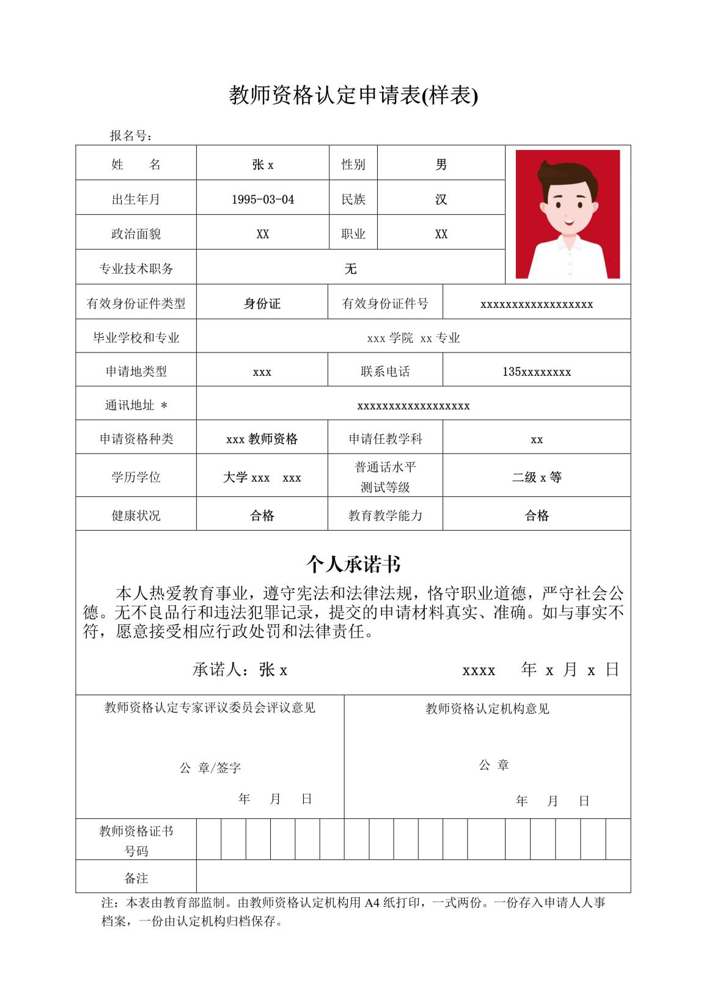 教师资格认定申请表(样表)
报名号：
姓 名 张 x 性别 男
出生年月 1995-03-04 民族 汉
政治面貌 XX 职业 XX
专业技术职务 无
有效身份证件类型 身份证 有效身份证件号 xxxxxxxxxxxxxxxxxx
毕业学校和专业 xxx 学院 xx 专业
申请地类型 xxx 联系电话 135xxxxxxxx
通讯地址 * xxxxxxxxxxxxxxxxxx
申请资格种类 xxx 教师资格 申请任教学科 xx
学历学位 大学 xxx xxx 普通话水平
测试等级 二级 x 等
健康状况 合格 教育教学能力 合格
个人承诺书
本人热爱教育事业，遵守宪法和法律法规，恪守职业道德，严守社会公
德。无不良品行和违法犯罪记录，提交的申请材料真实、准确。如与事实不
符，愿意接受相应行政处罚和法律责任。
承诺人：张 x xxxx 年 x 月 x 日
教师资格认定专家评议委员会评议意见 教师资格认定机构意见
公 章/签字 公 章
年 月 日 年 月 日
教师资格证书
号码
备注
注：本表由教育部监制。由教师资格认定机构用 A4 纸打印，一式两份。一份存入申请人人事
档案，一份由认定机构归档保存。